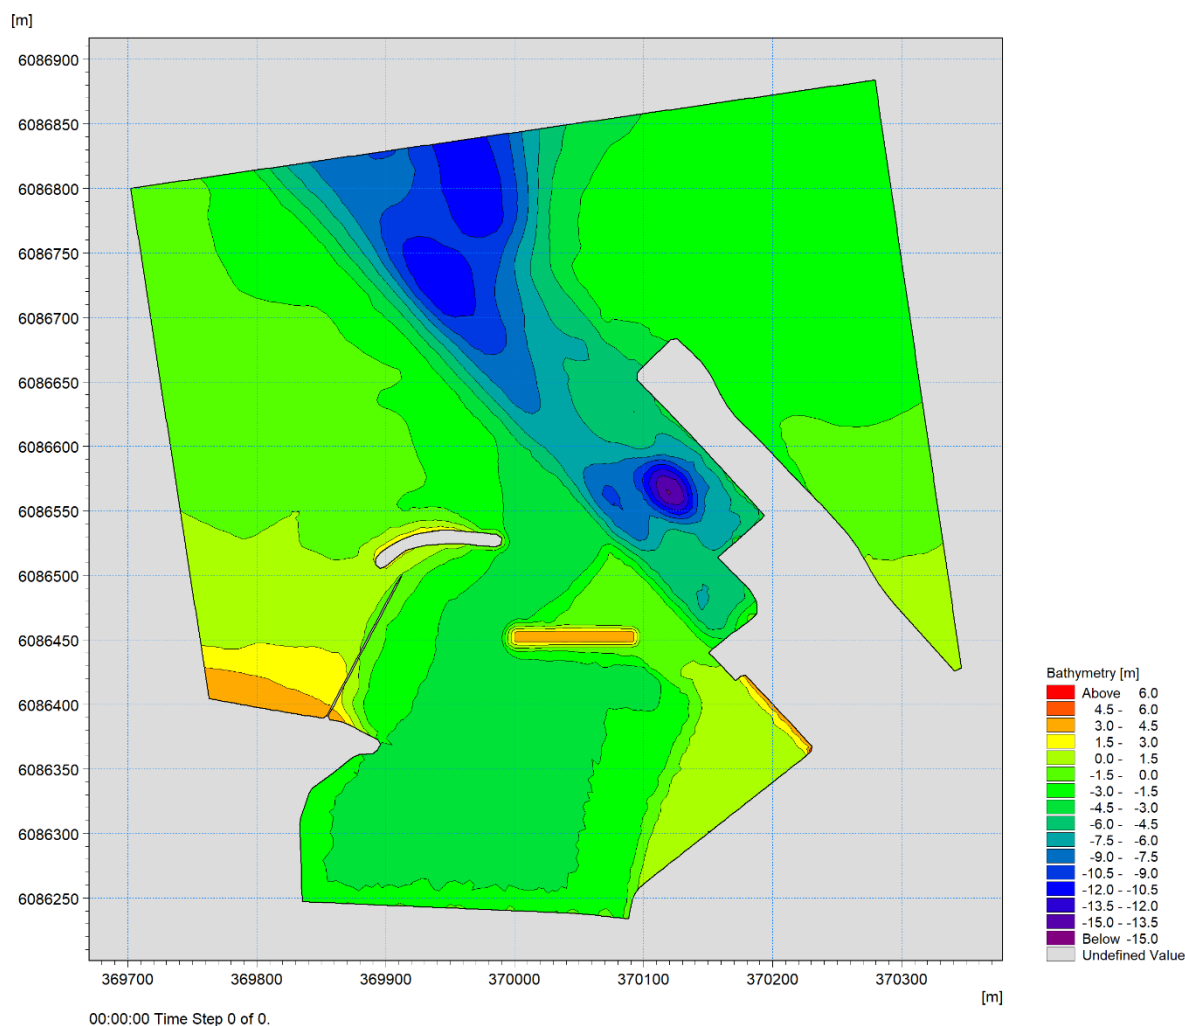 [m]
6086900
6086850
6086800
6086750
6086700
6086650
6086600
6086550
6086500
6086450
6086400
6086350
6086300
6086250
369700 369800 369900 370000 370100 370200 370300
[m]
00:00:00 Time Step 0 of 0.
Bathymetry [m]
Above 6.0
4.5 - 6.0
3.0 - 4.5
1.5 - 3.0
0.0 - 1.5
-1.5 - 0.0
-3.0 - -1.5
-4.5 - -3.0
-6.0 - -4.5
-7.5 - -6.0
-9.0 - -7.5
-10.5 - -9.0
-12.0 - -10.5
-13.5 - -12.0
-15.0 - -13.5
Below -15.0
Undefined Value